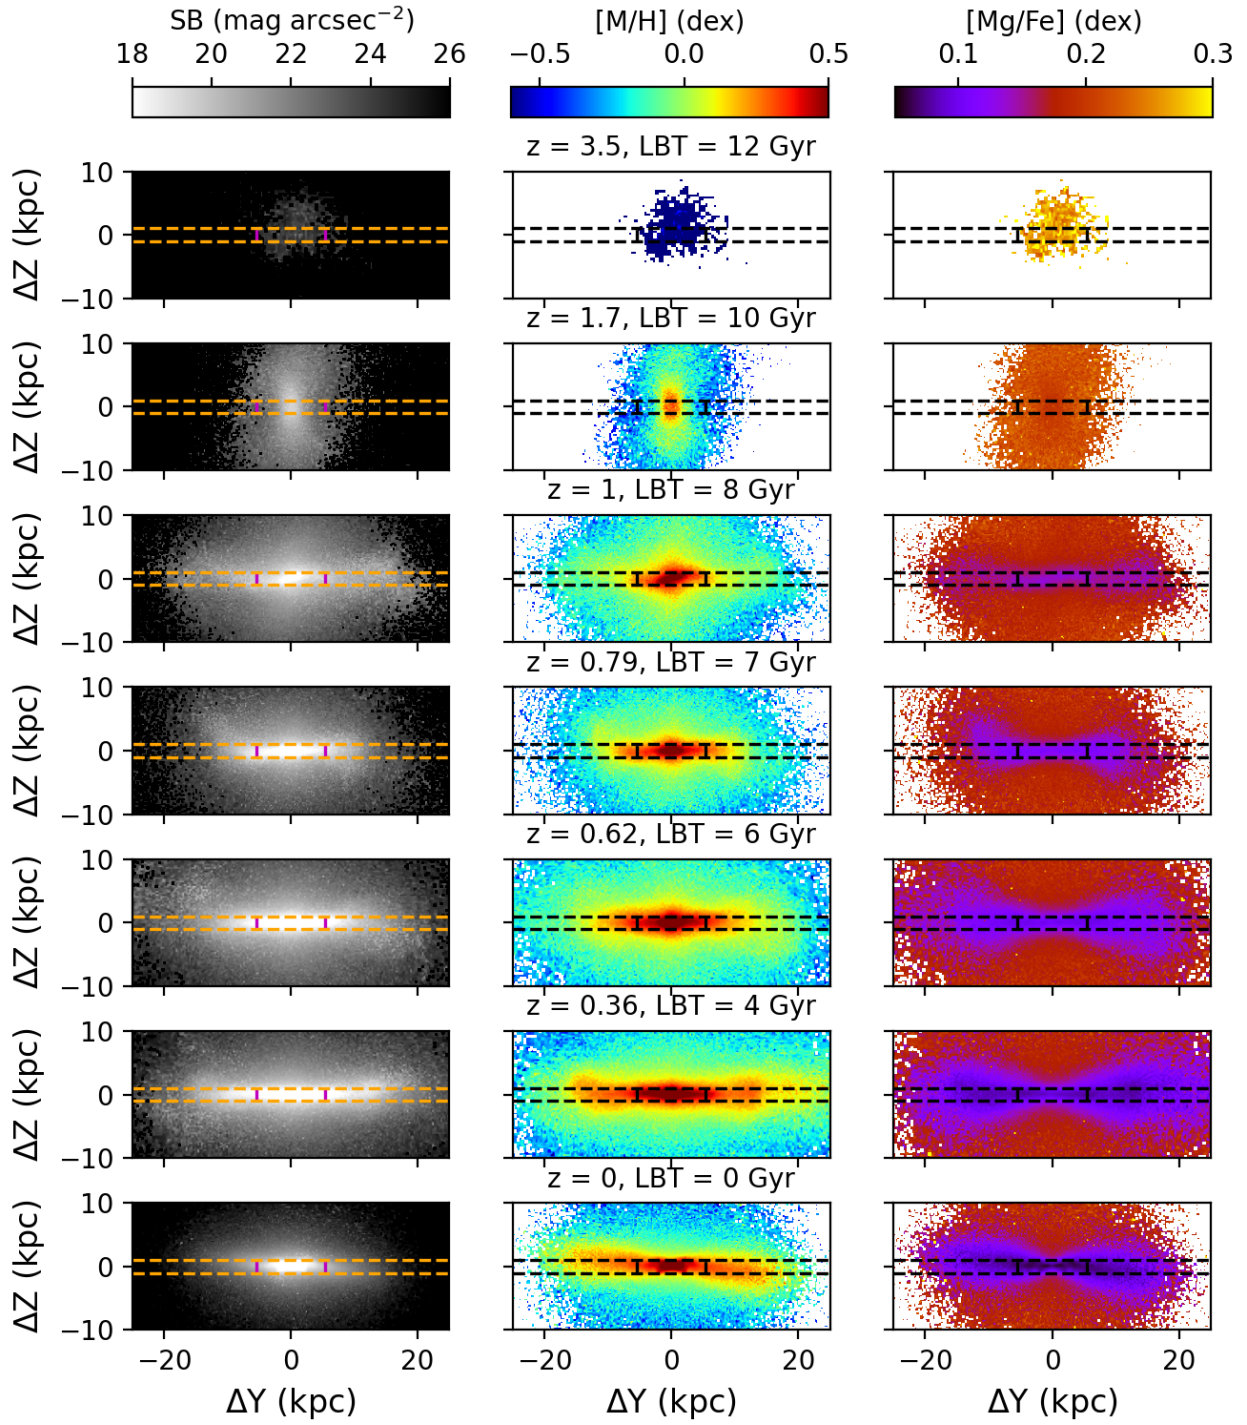 SB (mag arcsec⁻²) [M/H] (dex) [Mg/Fe] (dex)
18 20 22 24 26 −0.5 0.0 0.5 0.1 0.2 0.3
z = 3.5, LBT = 12 Gyr
10
0
−10
ΔZ (kpc)
z = 1.7, LBT = 10 Gyr
10
0
−10
ΔZ (kpc)
z = 1, LBT = 8 Gyr
10
0
−10
ΔZ (kpc)
z = 0.79, LBT = 7 Gyr
10
0
−10
ΔZ (kpc)
z = 0.62, LBT = 6 Gyr
10
0
−10
ΔZ (kpc)
z = 0.36, LBT = 4 Gyr
10
0
−10
ΔZ (kpc)
z = 0, LBT = 0 Gyr
10
0
−10
ΔZ (kpc)
−20 0 20 −20 0 20 −20 0 20
ΔY (kpc) ΔY (kpc) ΔY (kpc)